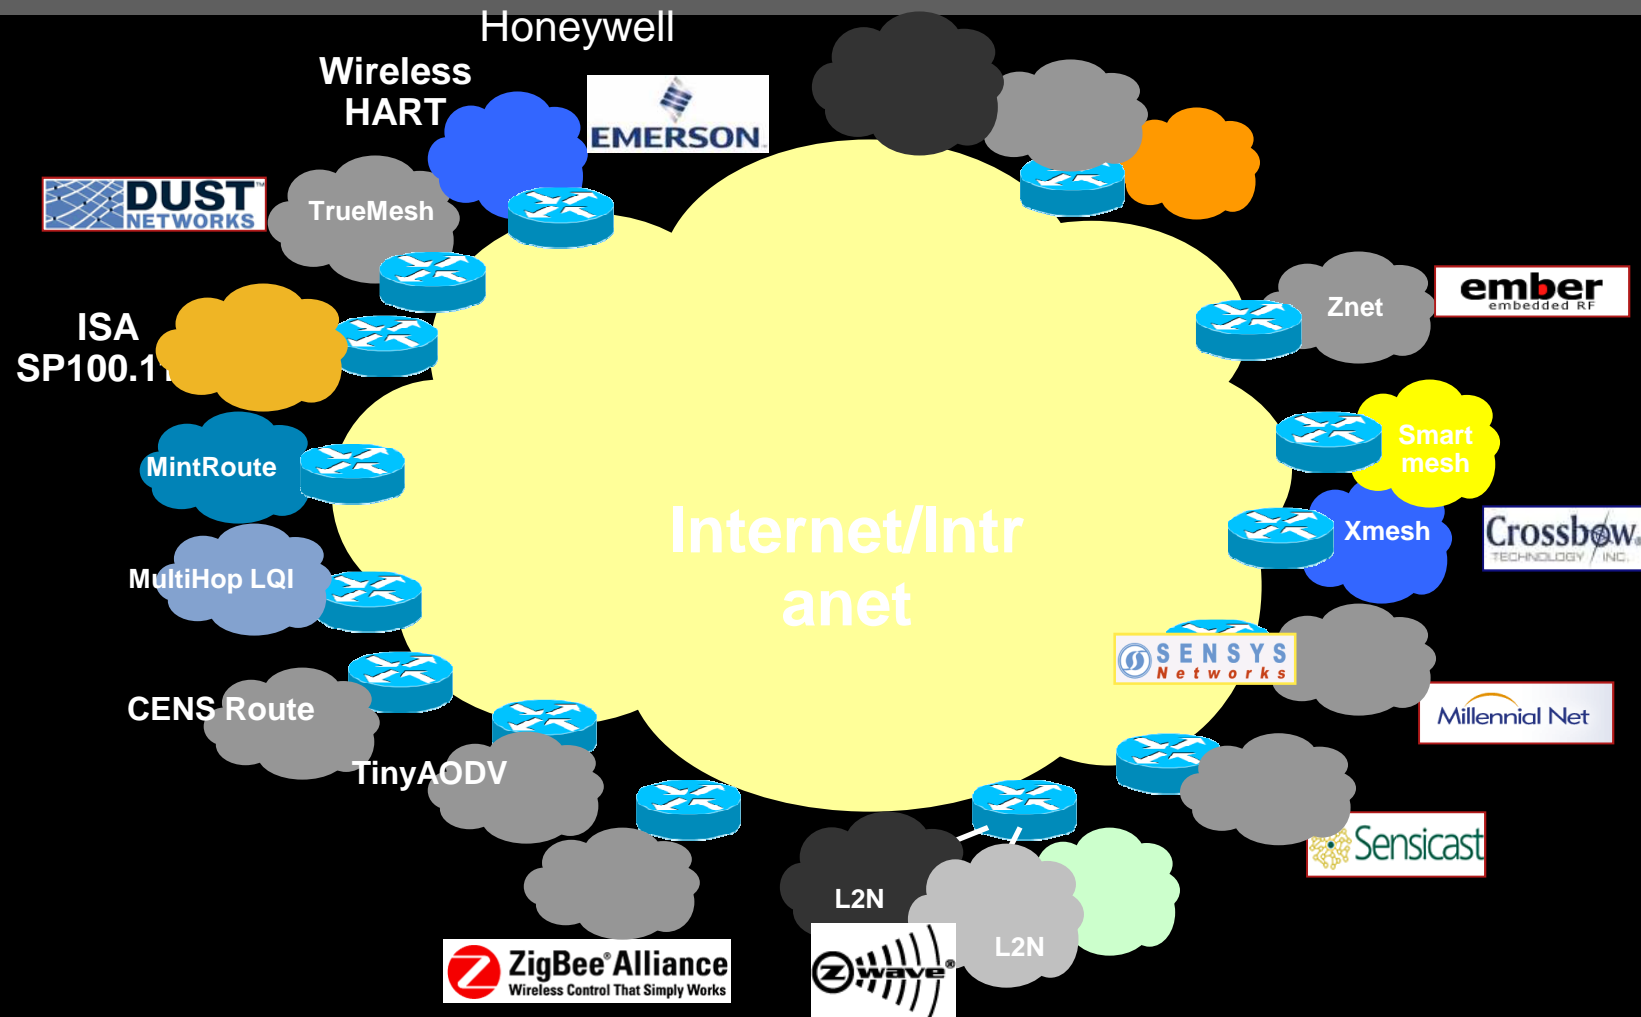 Honeywell
Wireless
HART
EMERSON
DUST™
NETWORKS
TrueMesh
ISA
SP100.11
Znet
ember
embedded RF
MintRoute
Smart
mesh
Internet/Intr
anet
Xmesh
Crossbow
TECHNOLOGY / INC.
MultiHop LQI
SENSYS
Networks
CENS Route
Millennial Net
TinyAODV
Sensicast
L2N
L2N
ZigBee® Alliance
Wireless Control That Simply Works
Z wave®